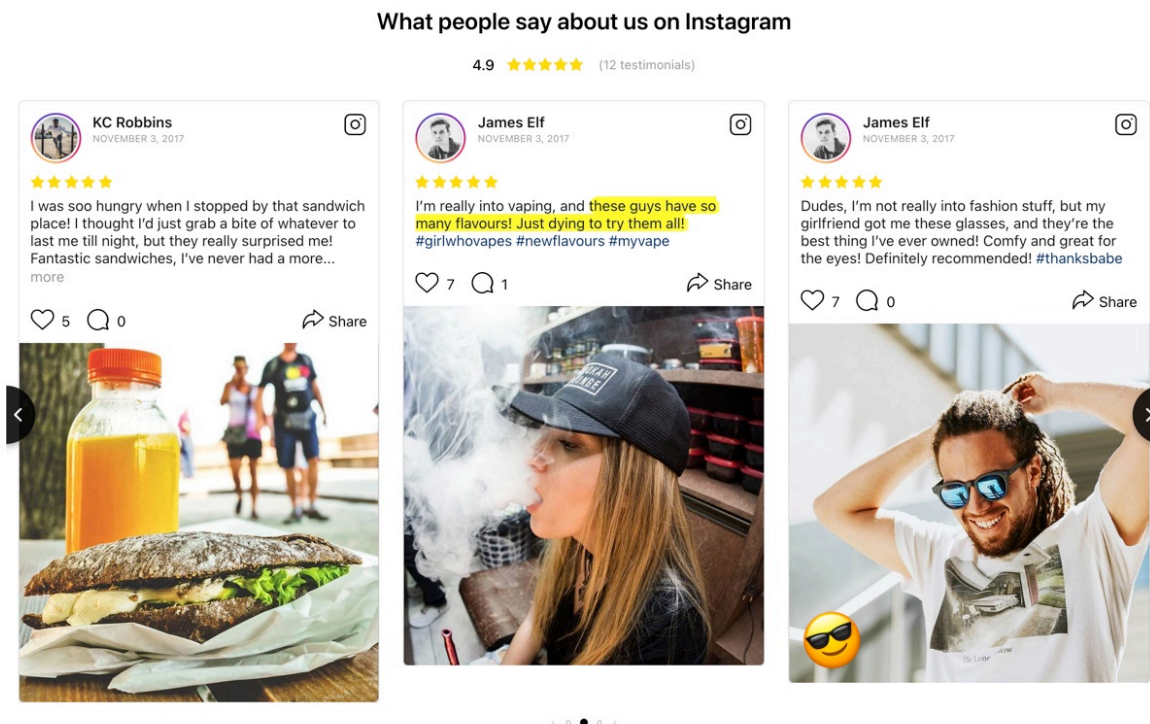 What people say about us on Instagram
4.9 (12 testimonials)
KC Robbins
NOVEMBER 3, 2017
I was soo hungry when I stopped by that sandwich
place! I thought I'd just grab a bite of whatever to
last me till night, but they really surprised me!
Fantastic sandwiches, I've never had a more...
more
5 0 Share
James Elf
NOVEMBER 3, 2017
I'm really into vaping, and these guys have so
many flavours! Just dying to try them all!
#girlwhovapes #newflavours #myvape
7 1 Share
James Elf
NOVEMBER 3, 2017
Dudes, I'm not really into fashion stuff, but my
girlfriend got me these glasses, and they're the
best thing I've ever owned! Comfy and great for
the eyes! Definitely recommended! #thanksbabe
7 0 Share